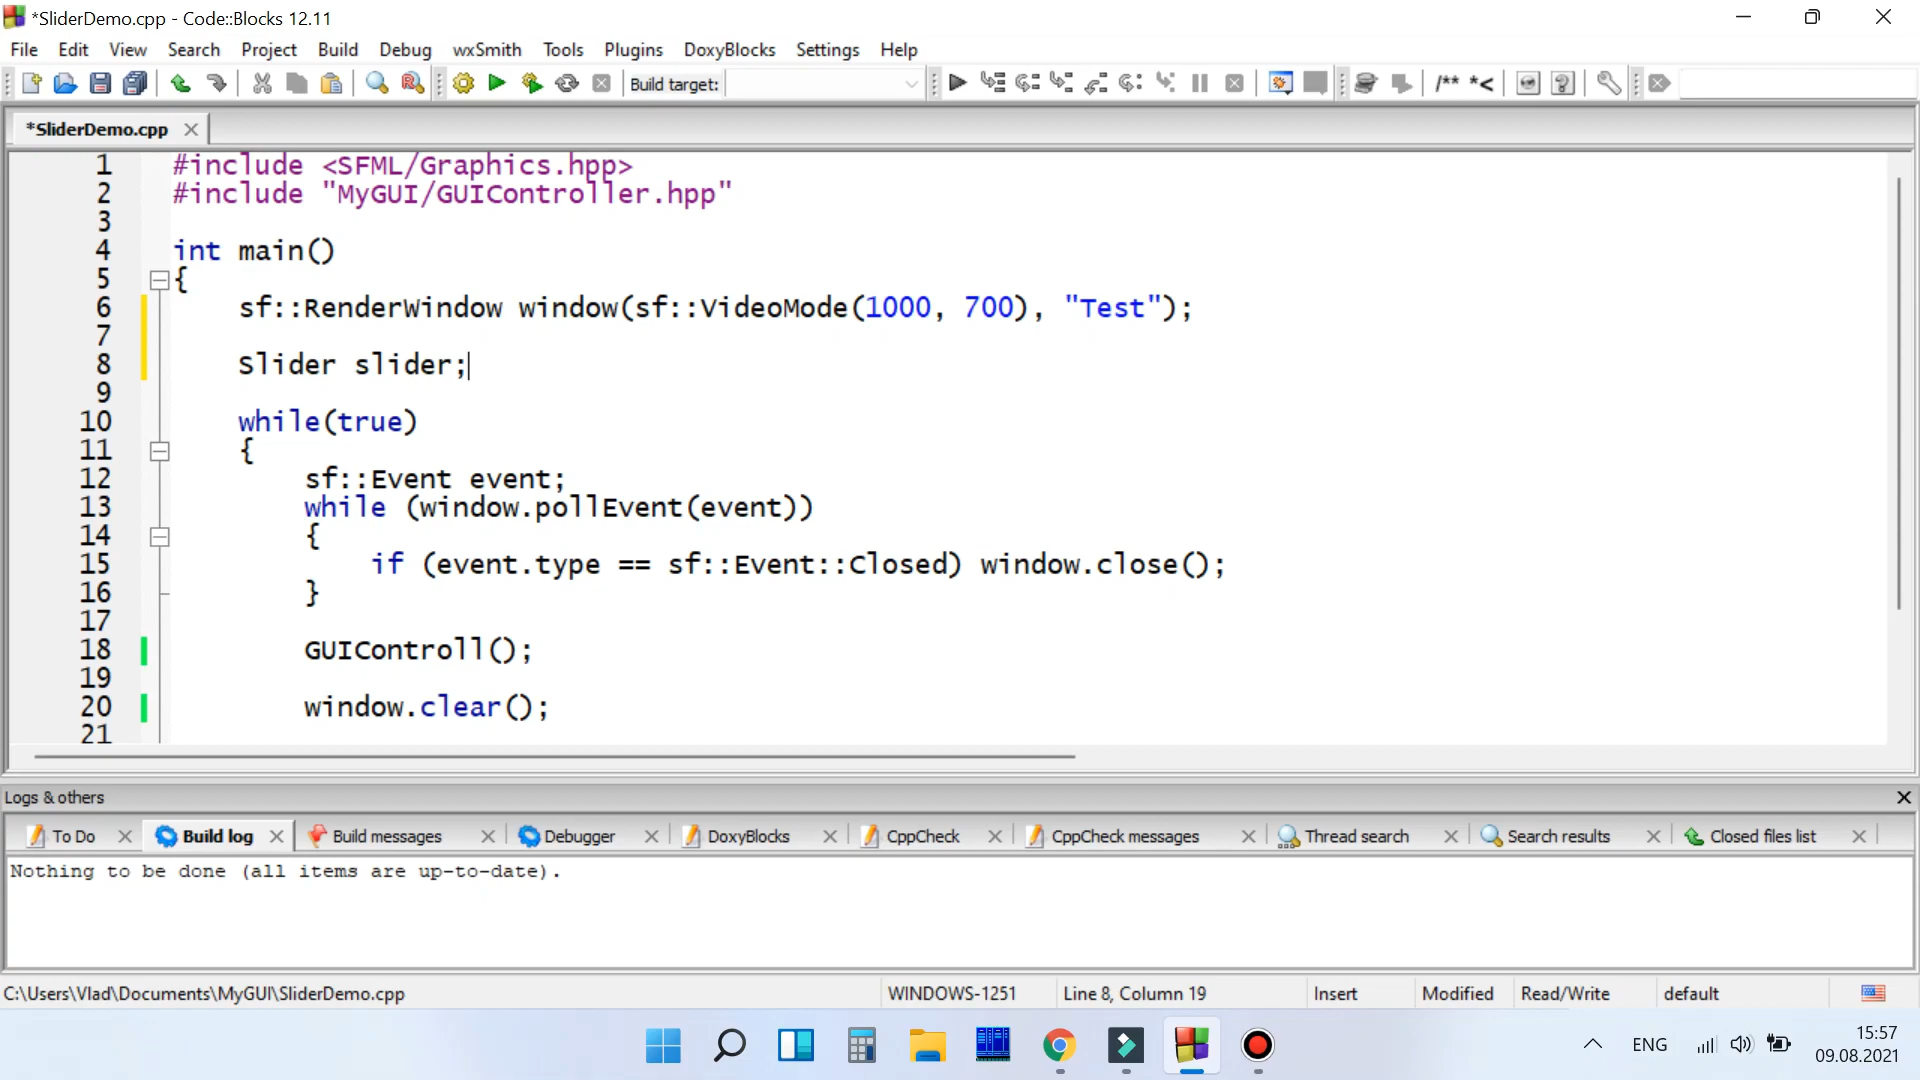 *SliderDemo.cpp - Code::Blocks 12.11
File Edit View Search Project Build Debug wxSmith Tools Plugins DoxyBlocks Settings Help
Build target: /** *<
*SliderDemo.cpp
1 #include <SFML/Graphics.hpp>
2 #include "MyGUI/GUIController.hpp"
3
4 int main()
5 {
6 sf::RenderWindow window(sf::VideoMode(1000, 700), "Test");
7
8 Slider slider;
9
10 while(true)
11 {
12 sf::Event event;
13 while (window.pollEvent(event))
14 {
15 if (event.type == sf::Event::Closed) window.close();
16 }
17
18 GUIControll();
19
20 window.clear();
21
Logs & others
To Do Build log Build messages Debugger DoxyBlocks CppCheck CppCheck messages Thread search Search results Closed files list
Nothing to be done (all items are up-to-date).
C:\Users\Vlad\Documents\MyGUI\SliderDemo.cpp WINDOWS-1251 Line 8, Column 19 Insert Modified Read/Write default
ENG 15:57
09.08.2021